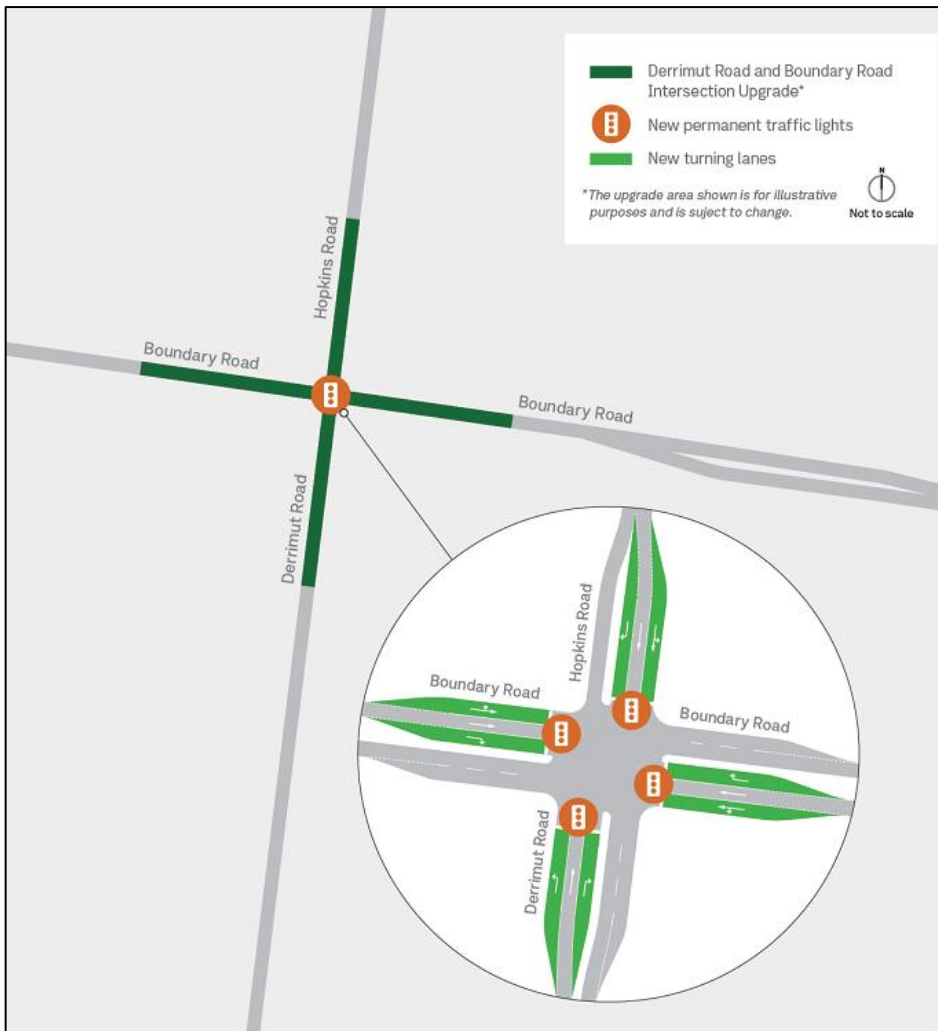 Derrimut Road and Boundary Road
Intersection Upgrade*
New permanent traffic lights
New turning lanes
*The upgrade area shown is for illustrative
purposes and is suject to change.
N
Not to scale
Hopkins Road
Boundary Road
Boundary Road
Derrimut Road
Hopkins Road
Boundary Road
Boundary Road
Derrimut Road